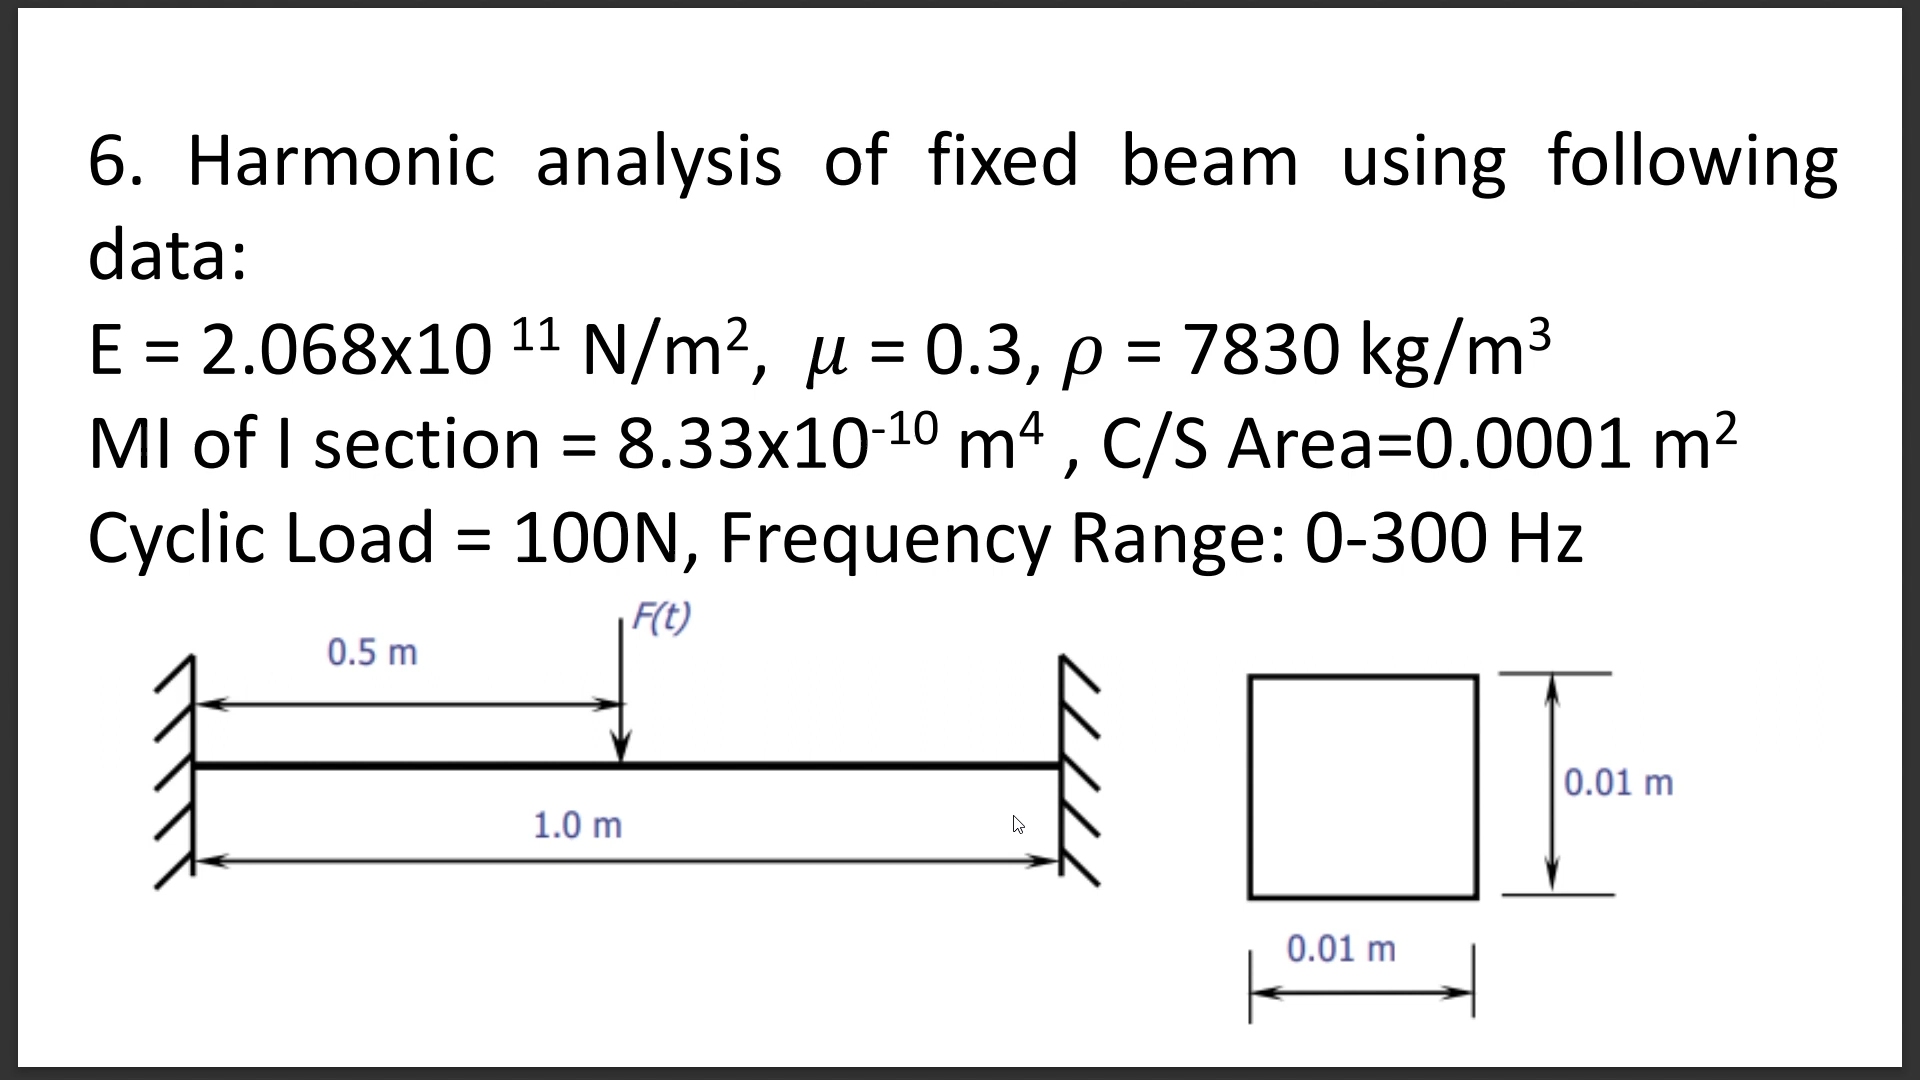 6. Harmonic analysis of fixed beam using following
data:
E = 2.068x10 ¹¹ N/m², 𝜇 = 0.3, 𝜌 = 7830 kg/m³
MI of I section = 8.33x10⁻¹⁰ m⁴ , C/S Area=0.0001 m²
Cyclic Load = 100N, Frequency Range: 0-300 Hz
F(t)
0.5 m
1.0 m
0.01 m
0.01 m